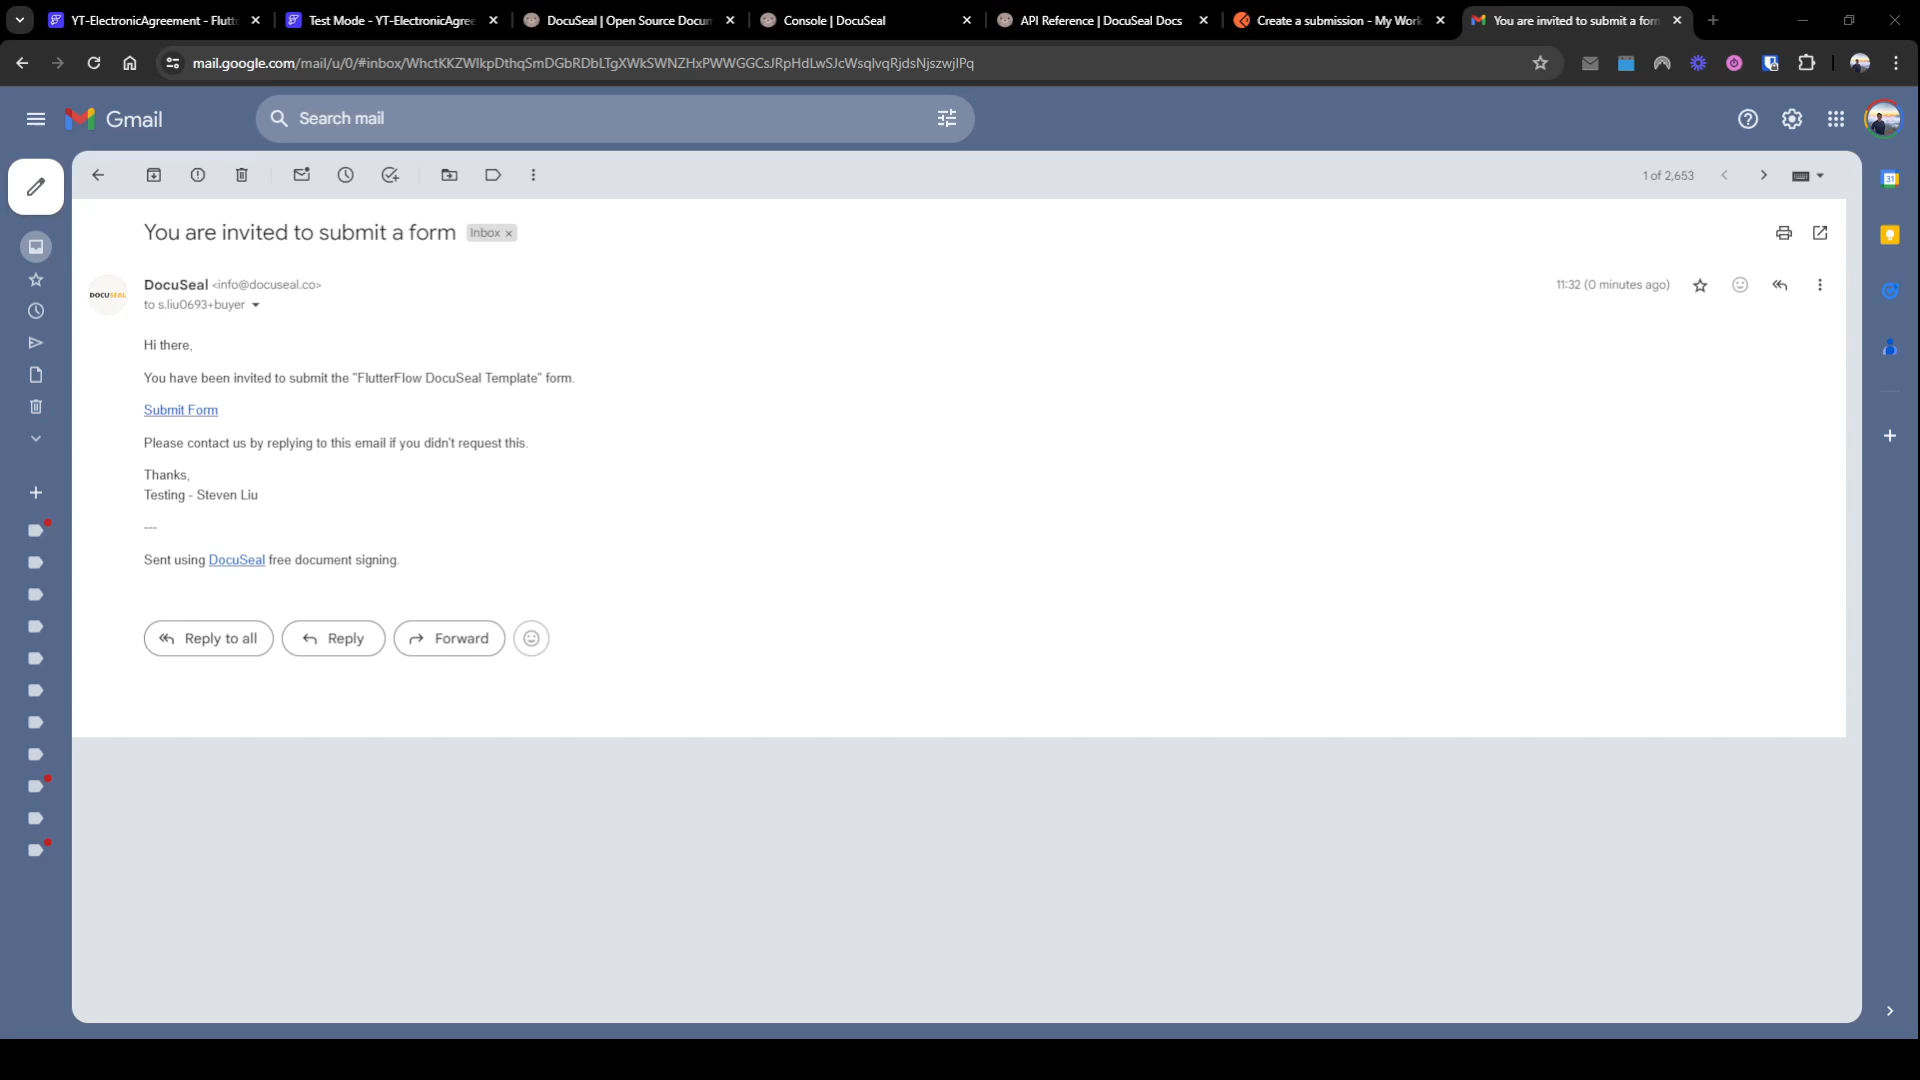 YT-ElectronicAgreement - Flutt
Test Mode - YT-ElectronicAgree
DocuSeal | Open Source Docum
Console | DocuSeal
API Reference | DocuSeal Docs
Create a submission - My Work
You are invited to submit a form
mail.google.com/mail/u/0/#inbox/WhctKKZWlkpDthqSmDGbRDbLTgXWkSWNZHxPWWGGCsJRpHdLwSJcWsqlvqRjdsNjszwjlPq
Gmail
Search mail
1 of 2,653
31
You are invited to submit a form
Inbox
DOCUSEAL
DocuSeal <info@docuseal.co>
11:32 (0 minutes ago)
to s.liu0693+buyer
Hi there,
You have been invited to submit the "FlutterFlow DocuSeal Template" form.
Submit Form
Please contact us by replying to this email if you didn't request this.
Thanks,
Testing - Steven Liu
---
Sent using DocuSeal free document signing.
Reply to all
Reply
Forward